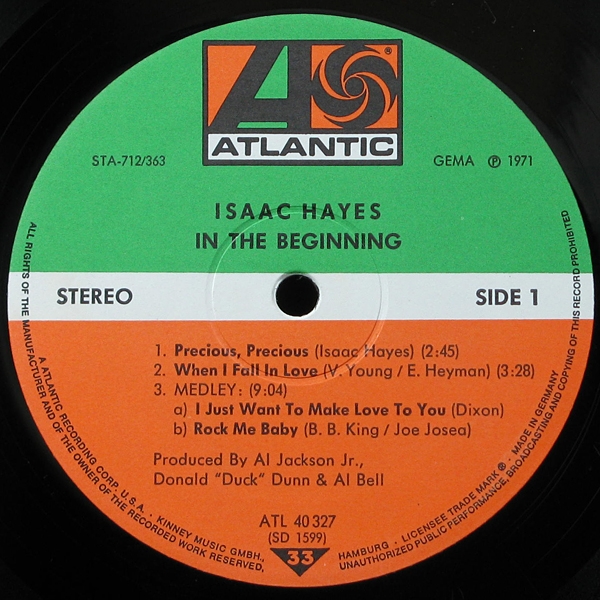 ATLANTIC
®
STA-712/363
GEMA ℗ 1971
ISAAC HAYES
IN THE BEGINNING
STEREO
SIDE 1
1. Precious, Precious (Isaac Hayes) (2:45)
2. When I Fall In Love (V. Young / E. Heyman) (3:28)
3. MEDLEY: (9:04)
a) I Just Want To Make Love To You (Dixon)
b) Rock Me Baby (B. B. King / Joe Josea)
Produced By Al Jackson Jr.,
Donald "Duck" Dunn & Al Bell
ATL 40 327
(SD 1599)
33
A ATLANTIC RECORDING CORP. U.S.A. · KINNEY MUSIC GMBH., HAMBURG · LICENSEE TRADE MARK ® · MADE IN GERMANY
ALL RIGHTS OF THE MANUFACTURER AND OF THE OWNER OF THE RECORDED WORK RESERVED, UNAUTHORIZED PUBLIC PERFORMANCE, BROADCASTING AND COPYING OF THIS RECORD PROHIBITED